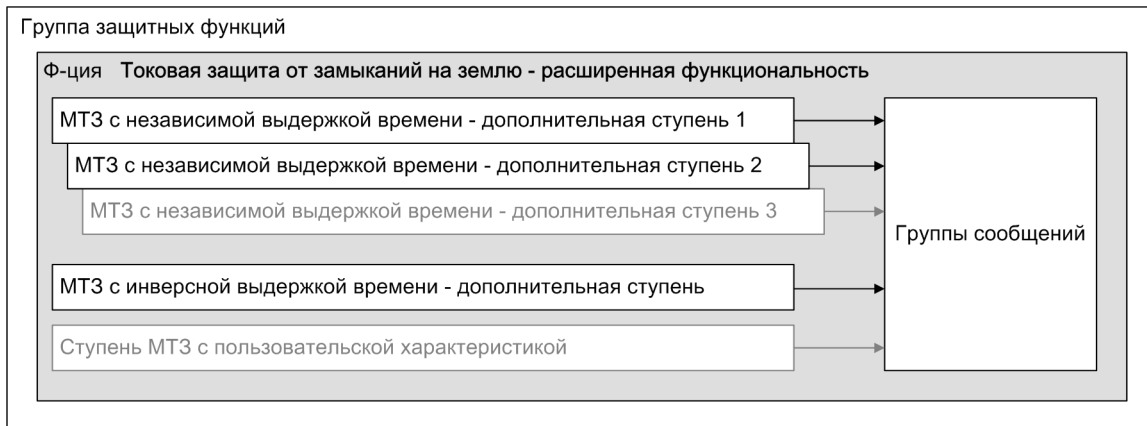 Группа защитных функций
Ф-ция Токовая защита от замыканий на землю - расширенная функциональность
МТЗ с независимой выдержкой времени - дополнительная ступень 1
МТЗ с независимой выдержкой времени - дополнительная ступень 2
МТЗ с независимой выдержкой времени - дополнительная ступень 3
Группы сообщений
МТЗ с инверсной выдержкой времени - дополнительная ступень
Ступень МТЗ с пользовательской характеристикой